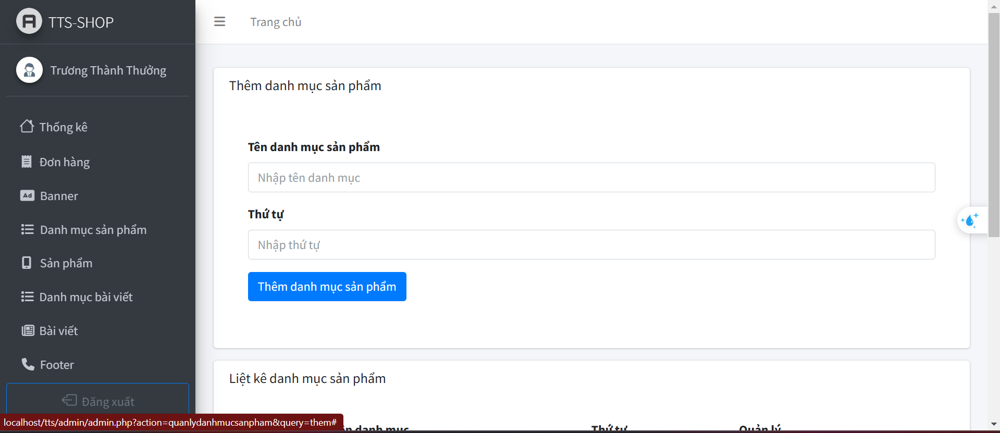 TTS-SHOP
Trang chủ
Trương Thành Thưởng
Thống kê
Đơn hàng
Ad
Banner
Danh mục sản phẩm
Sản phẩm
Danh mục bài viết
Bài viết
Footer
Đăng xuất
Thêm danh mục sản phẩm
Tên danh mục sản phẩm
Nhập tên danh mục
Thứ tự
Nhập thứ tự
Thêm danh mục sản phẩm
Liệt kê danh mục sản phẩm
danh mục
Thứ tự
Quản lý
localhost/tts/admin/admin.php?action=quanlydanhmucsanpham&query=them#